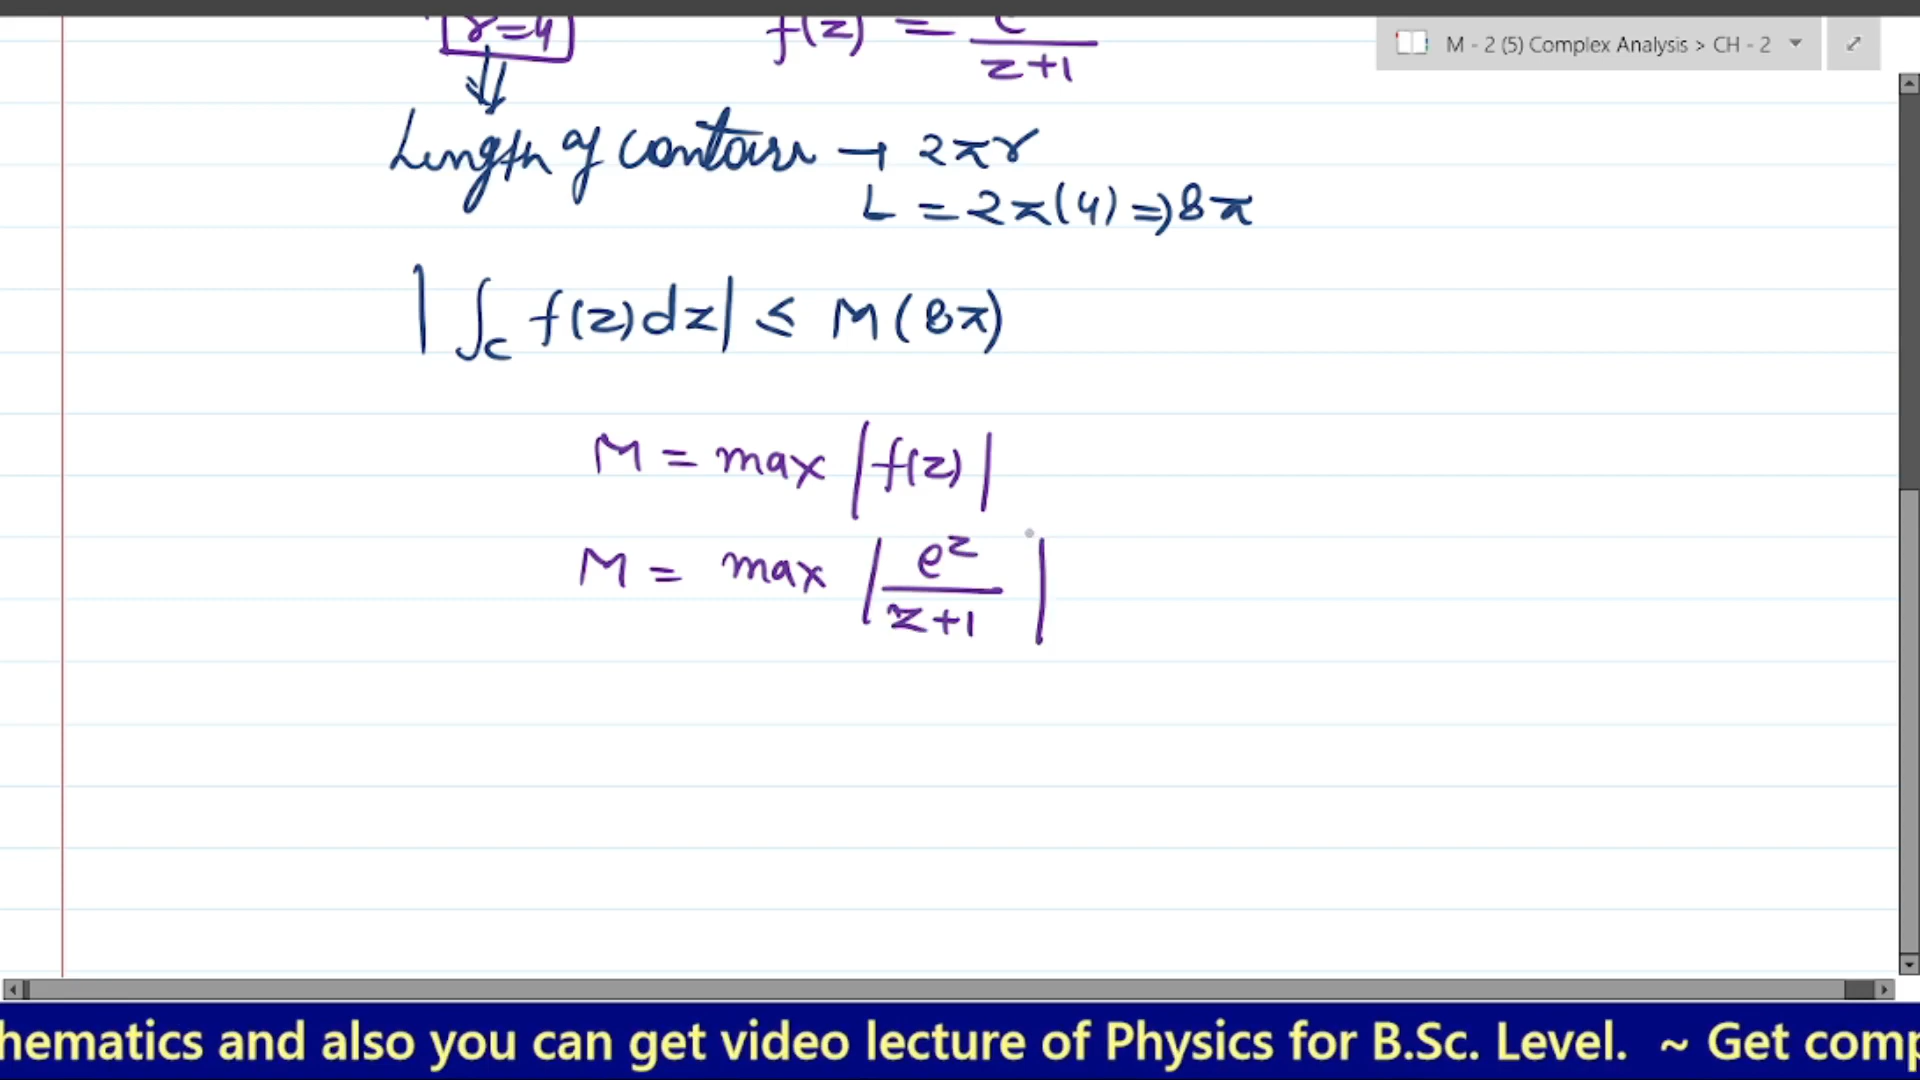 r=4 f(z) = / z+1
M - 2 (5) Complex Analysis > CH - 2
Length of contour → 2πr
L = 2π(4) ⇒ 8π
| ∫c f(z)dz | ≤ M (8π)
M = max |f(z)|
M = max | e^z / z+1 |
hematics and also you can get video lecture of Physics for B.Sc. Level. ~ Get comp